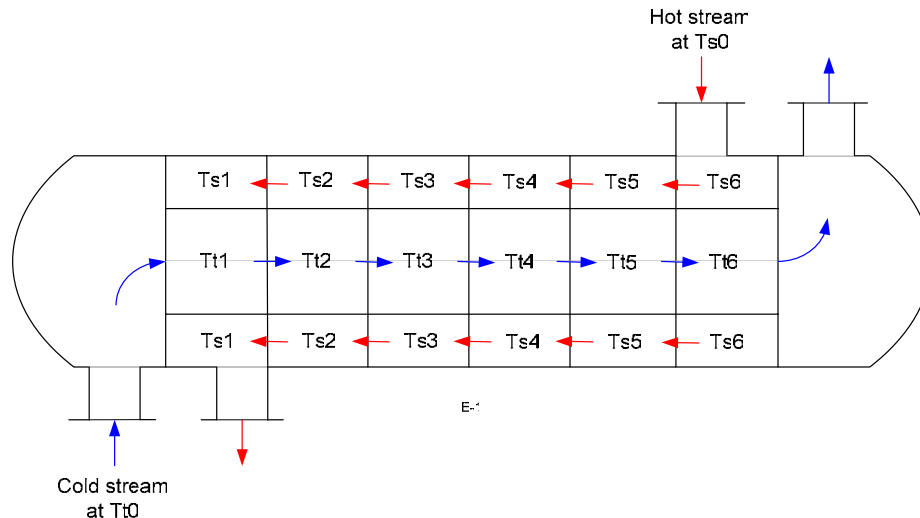 Hot stream
at Ts0
Ts1 Ts2 Ts3 Ts4 Ts5 Ts6
Tt1 Tt2 Tt3 Tt4 Tt5 Tt6
Ts1 Ts2 Ts3 Ts4 Ts5 Ts6
E-1
Cold stream
at Tt0